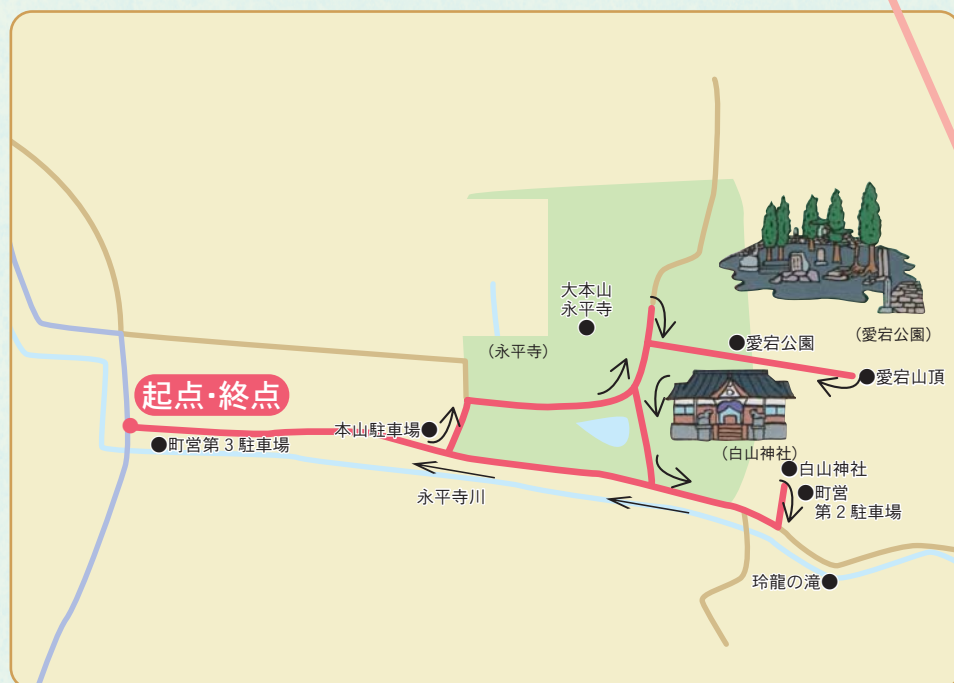 大本山
永平寺
（永平寺）
愛宕公園
（愛宕公園）
愛宕山頂
起点・終点
本山駐車場
町営第３駐車場
（白山神社）
白山神社
町営
第２駐車場
永平寺川
玲龍の滝